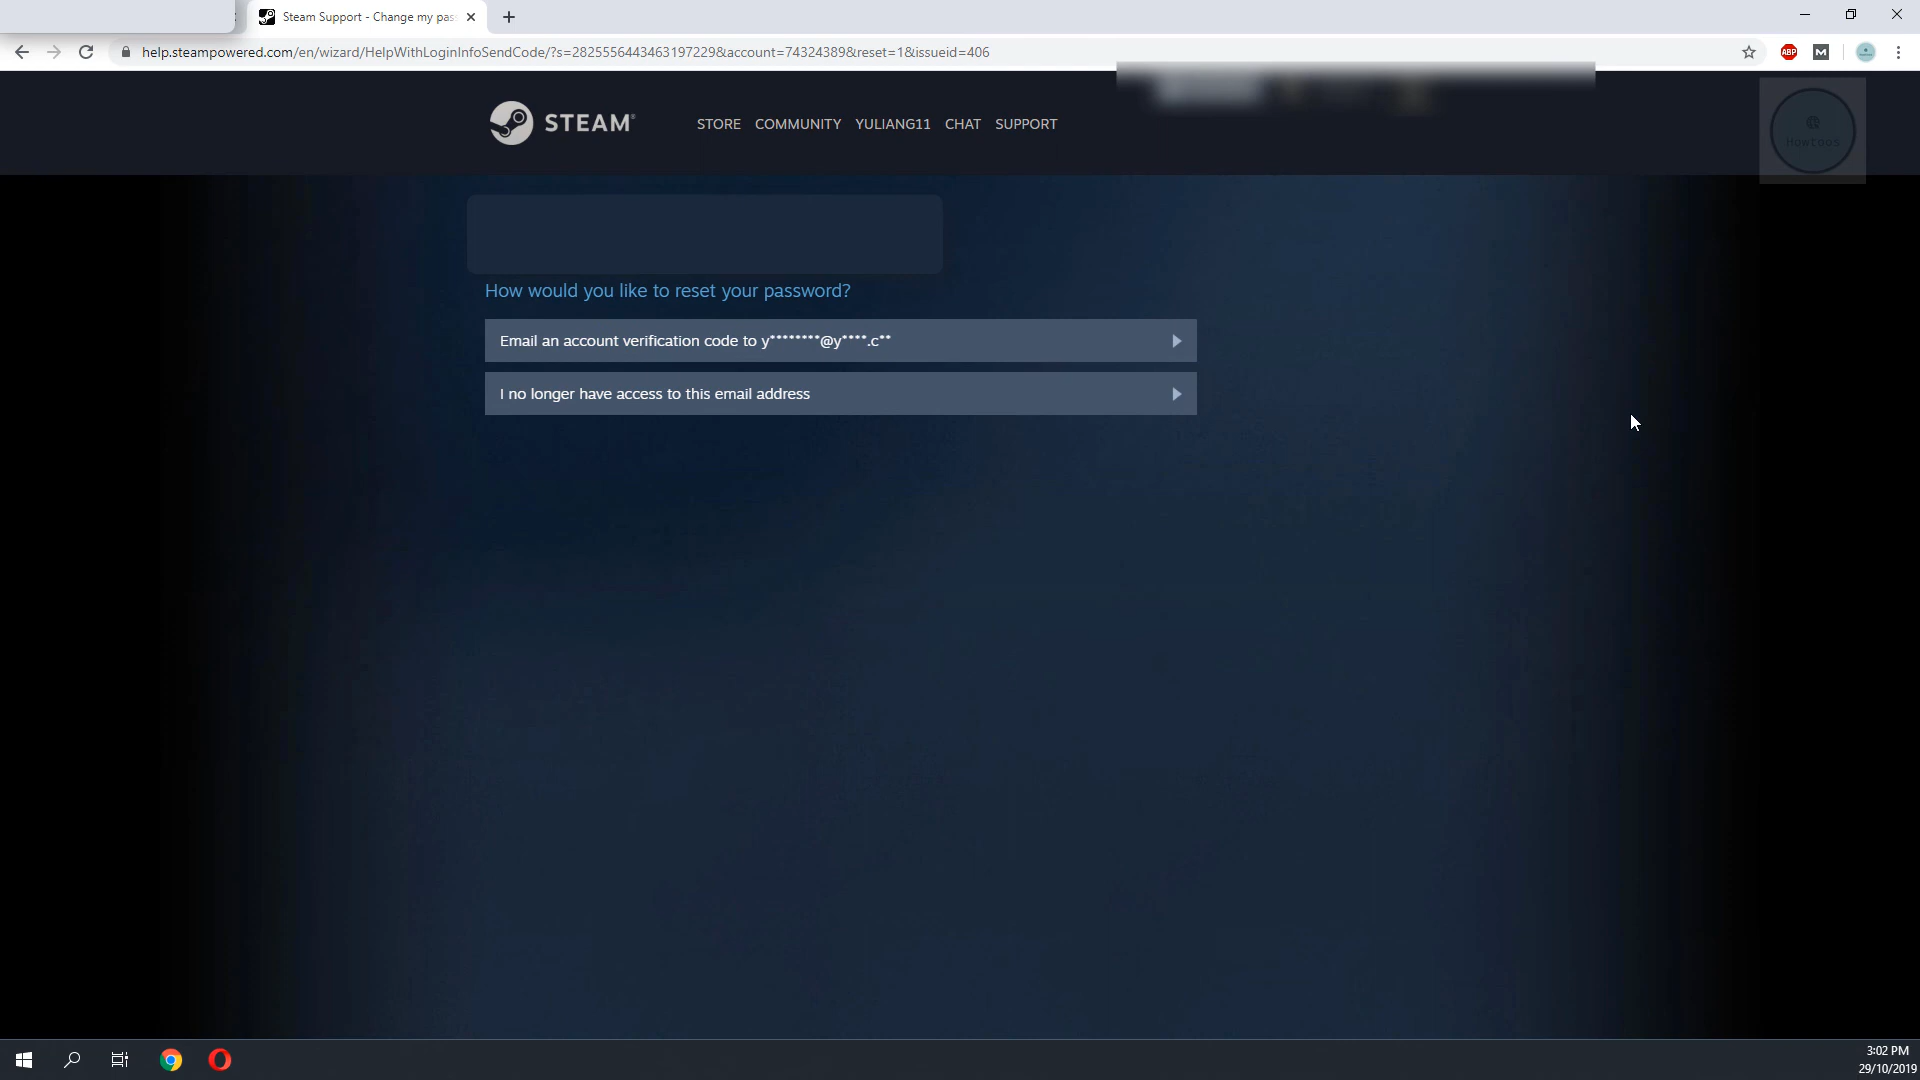 Steam Support - Change my pas
help.steampowered.com/en/wizard/HelpWithLoginInfoSendCode/?s=2825556443463197229&account=74324389&reset=1&issueid=406
ABP
M
STEAM®
STORE COMMUNITY YULIANG11 CHAT SUPPORT
Howtoos
How would you like to reset your password?
Email an account verification code to y********@y****.c**
I no longer have access to this email address
3:02 PM
29/10/2019